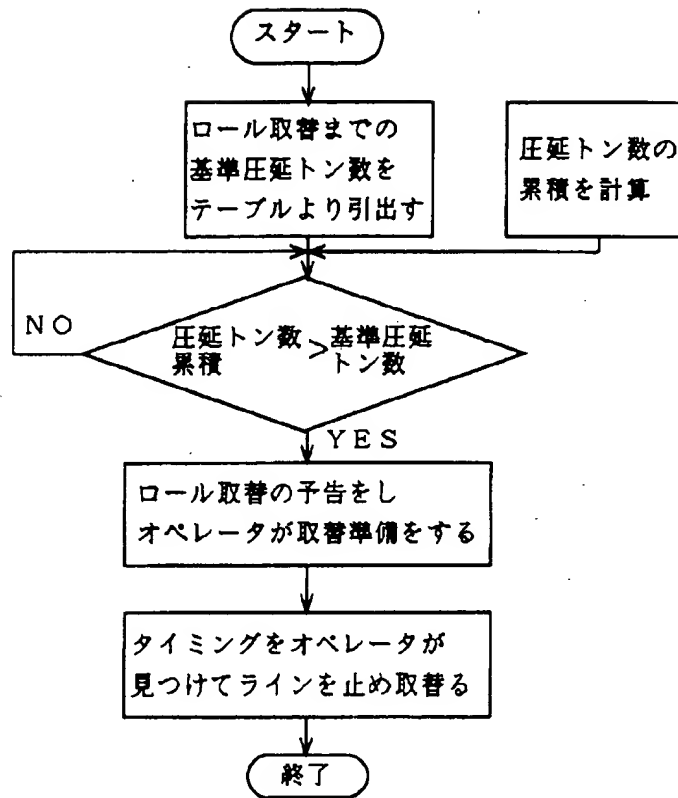 スタート
ロール取替までの
基準圧延トン数を
テーブルより引出す
圧延トン数の
累積を計算
NO
圧延トン数 > 基準圧延
累積 トン数
YES
ロール取替の予告をし
オペレータが取替準備をする
タイミングをオペレータが
見つけてラインを止め取替る
終了